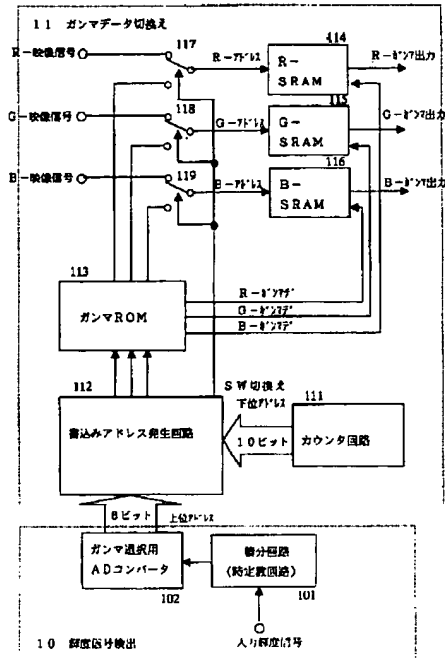 11 ガンマデータ切換え
R-映像信号
117
R-アドレス
114
R-
SRAM
R-ガンマ出力
G-映像信号
118
G-アドレス
115
G-
SRAM
G-ガンマ出力
B-映像信号
119
B-アドレス
116
B-
SRAM
B-ガンマ出力
113
ガンマROM
R-ガンマデ
G-ガンマデ
B-ガンマデ
SW切換え
112
書込みアドレス発生回路
下位アドレス
10ビット
111
カウンタ回路
8ビット
上位アドレス
ガンマ選択用
ADコンバータ
102
積分回路
(時定数回路)
101
10 輝度信号検出
入力輝度信号